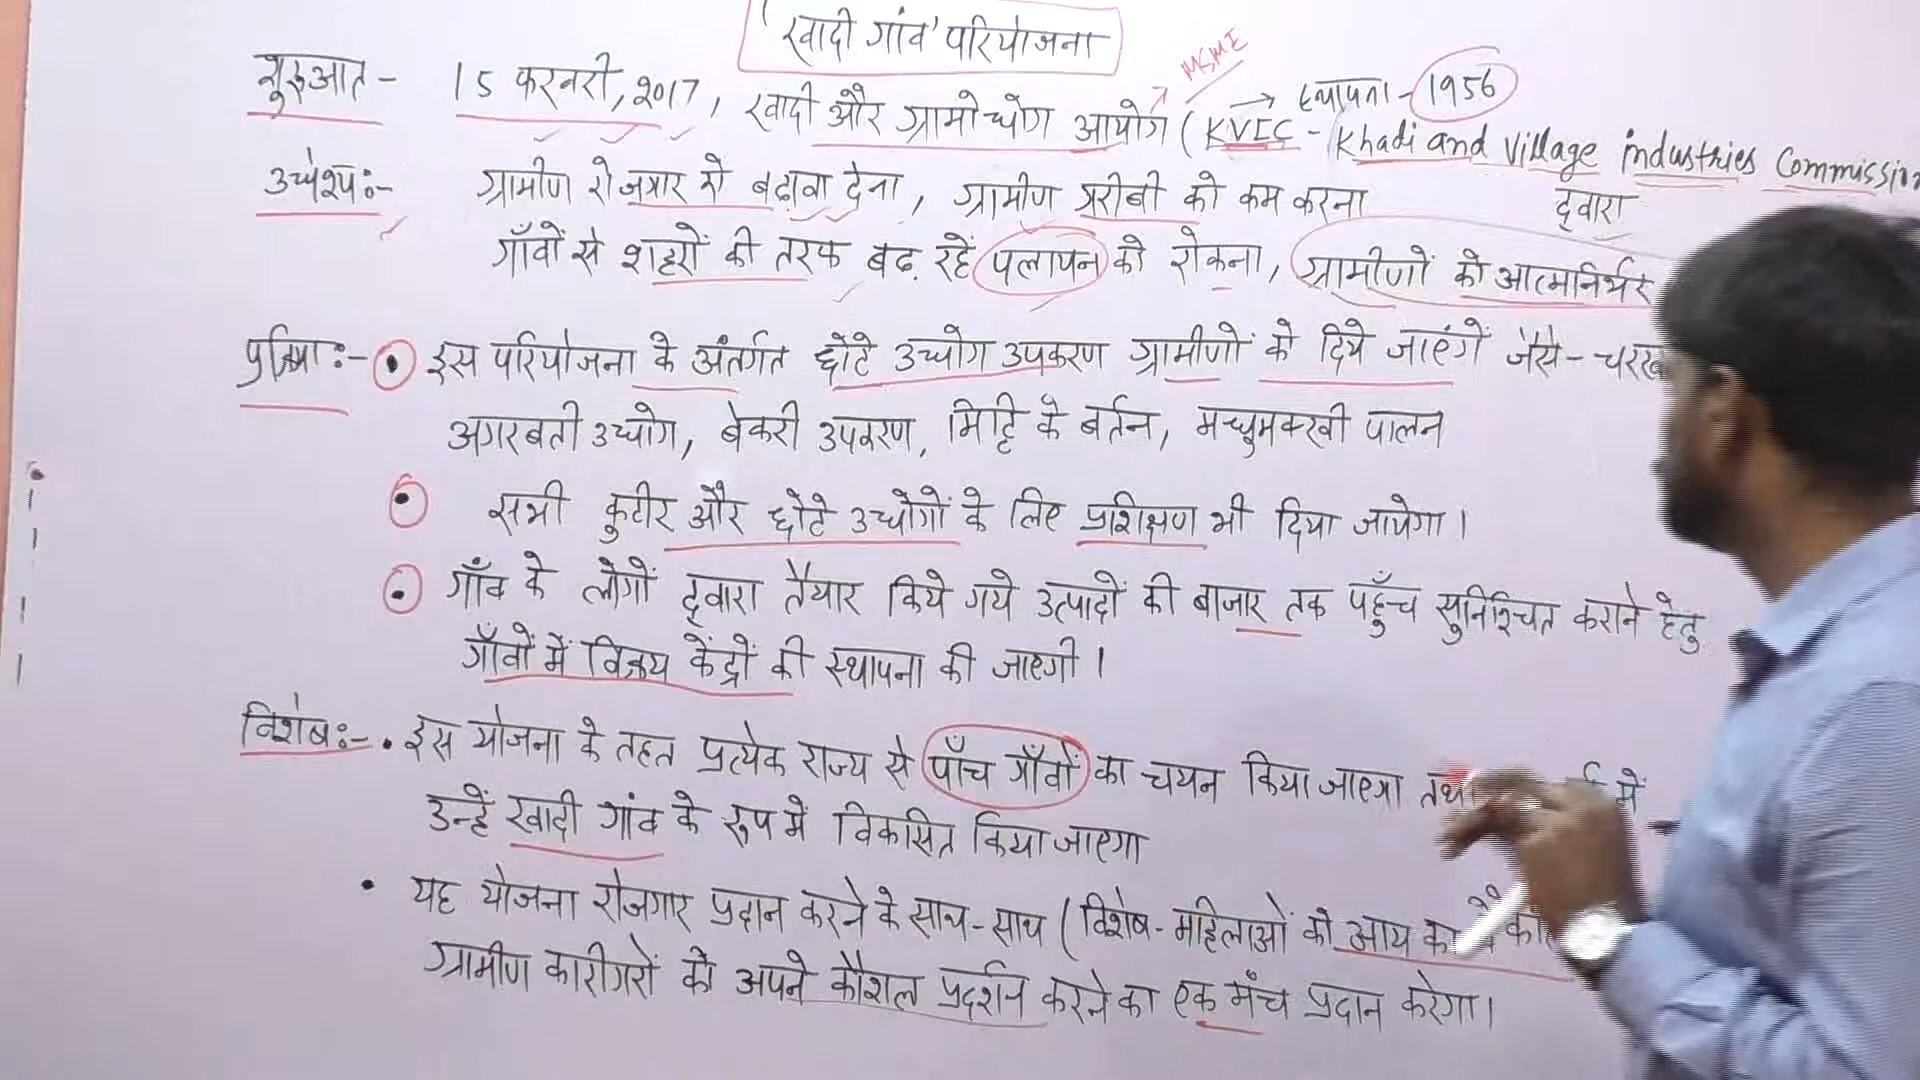 'खादी गांव' परियोजना
MSME
शुरुआत - 15 फरवरी, 2017, खादी और ग्रामोद्योग आयोग (KVIC - Khadi and Village industries Commission
स्थापना - 1956
द्वारा
उद्देश्य:- ग्रामीण रोजगार को बढ़ावा देना, ग्रामीण गरीबी को कम करना
गाँवों से शहरों की तरफ बढ़ रहें पलायन को रोकना, ग्रामीणों को आत्मनिर्भर
प्रक्रिया:- • इस परियोजना के अंतर्गत छोटे उद्योग उपकरण ग्रामीणों को दिये जाएंगें जैसे - चरखा
अगरबती उद्योग, बेकरी उपकरण, मिट्टि के बर्तन, मधुमक्खी पालन
• सभी कुटीर और छोटे उद्योगों के लिए प्रशिक्षण भी दिया जायेगा।
• गाँव के लोगों द्वारा तैयार किये गये उत्पादों की बाजार तक पहुँच सुनिश्चित कराने हेतु
गाँवों में विक्रय केंद्रों की स्थापना की जाएगी।
विशेष:- • इस योजना के तहत प्रत्येक राज्य से पाँच गाँवों का चयन किया जाएगा तथा में
उन्हें खादी गांव के रूप में विकसित किया जाएगा
• यह योजना रोजगार प्रदान करने के साथ-साथ (विशेष - महिलाओं को आय का
ग्रामीण कारीगरों को अपने कौशल प्रदर्शन करने का एक मँच प्रदान करेगा।